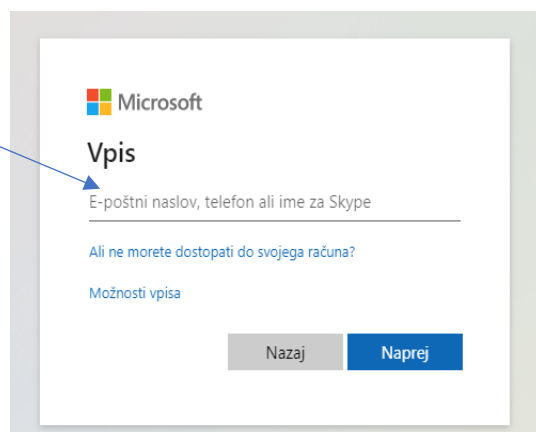 Microsoft
Vpis
E-poštni naslov, telefon ali ime za Skype
Ali ne morete dostopati do svojega računa?
Možnosti vpisa
Nazaj Naprej